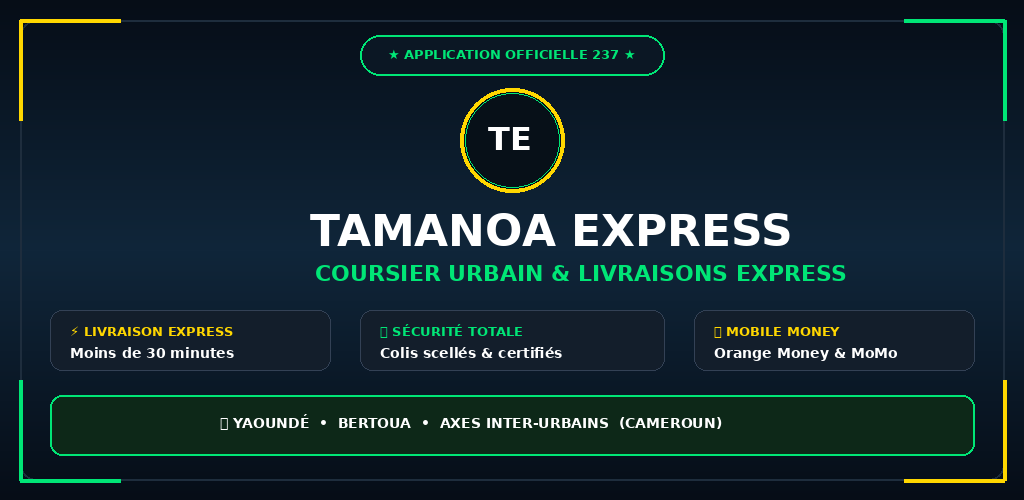 ★ APPLICATION OFFICIELLE 237 ★
TE
TAMANOA EXPRESS
COURSIER URBAIN & LIVRAISONS EXPRESS
⚡ LIVRAISON EXPRESS
Moins de 30 minutes
SÉCURITÉ TOTALE
Colis scellés & certifiés
MOBILE MONEY
Orange Money & MoMo
YAOUNDÉ • BERTOUA • AXES INTER-URBAINS (CAMEROUN)